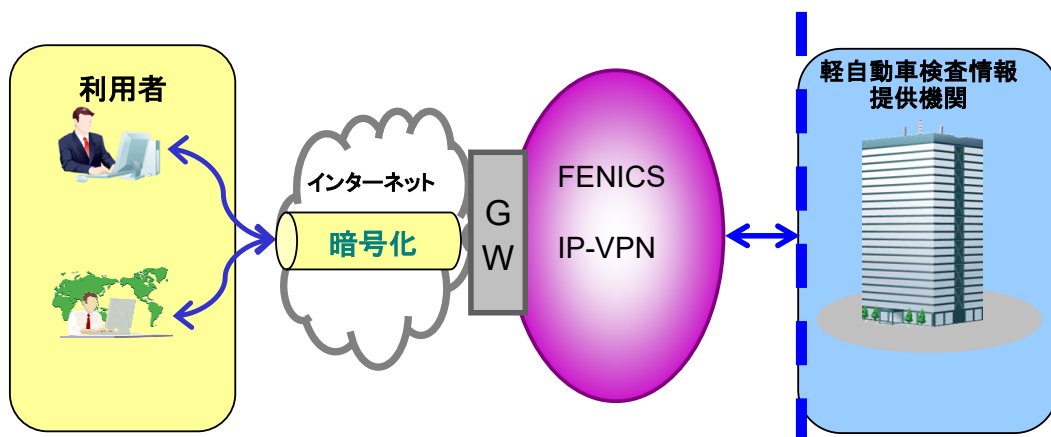 利用者
インターネット
暗号化
G
W
FENICS
IP-VPN
軽自動車検査情報
提供機関